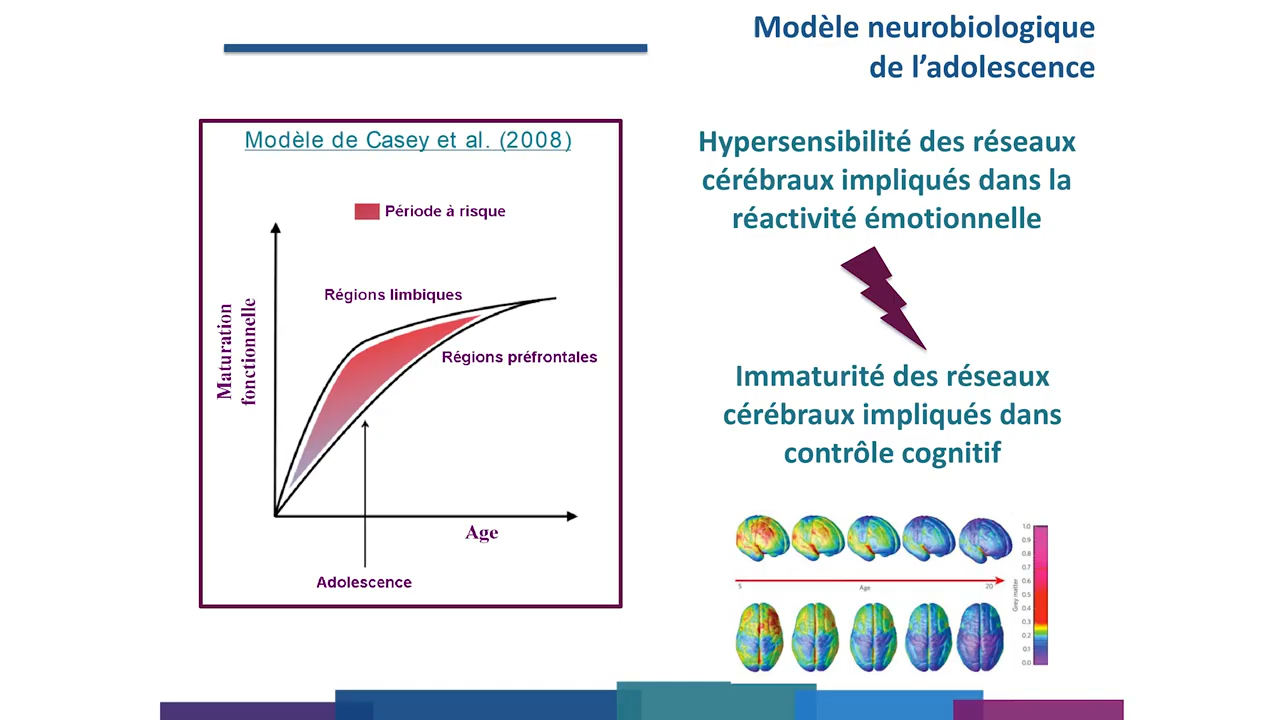 Modèle neurobiologique
de l’adolescence
Modèle de Casey et al. (2008)
Période à risque
Régions limbiques
Régions préfrontales
Maturation
fonctionnelle
Age
Adolescence
Hypersensibilité des réseaux
cérébraux impliqués dans la
réactivité émotionnelle
Immaturité des réseaux
cérébraux impliqués dans
contrôle cognitif
5
Age
20
Grey matter
1.0
0.9
0.8
0.7
0.6
0.5
0.4
0.3
0.2
0.1
0.0